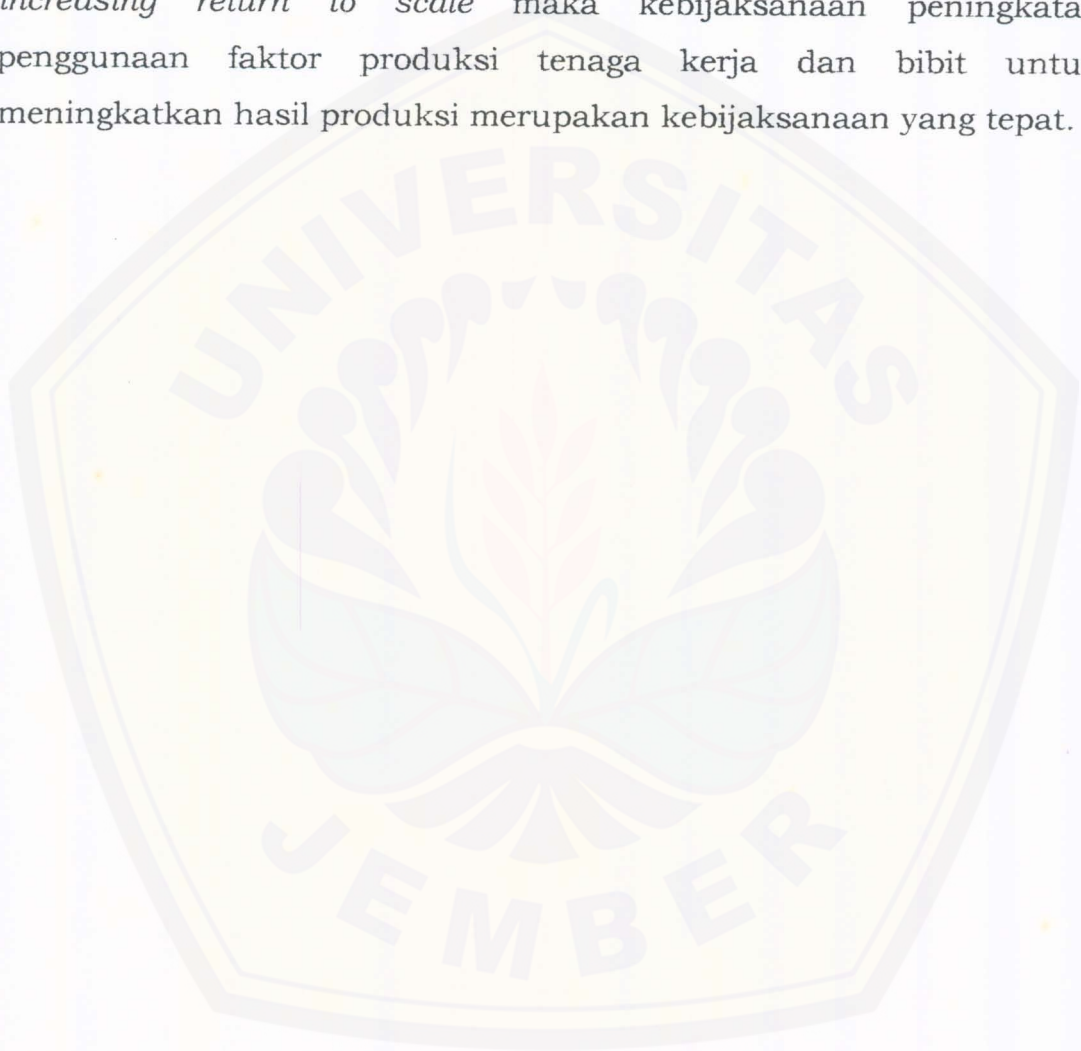 increasing return to scale maka kebijaksanaan peningkata
penggunaan faktor produksi tenaga kerja dan bibit untu
meningkatkan hasil produksi merupakan kebijaksanaan yang tepat.
UNIVERSITAS
JEMBER